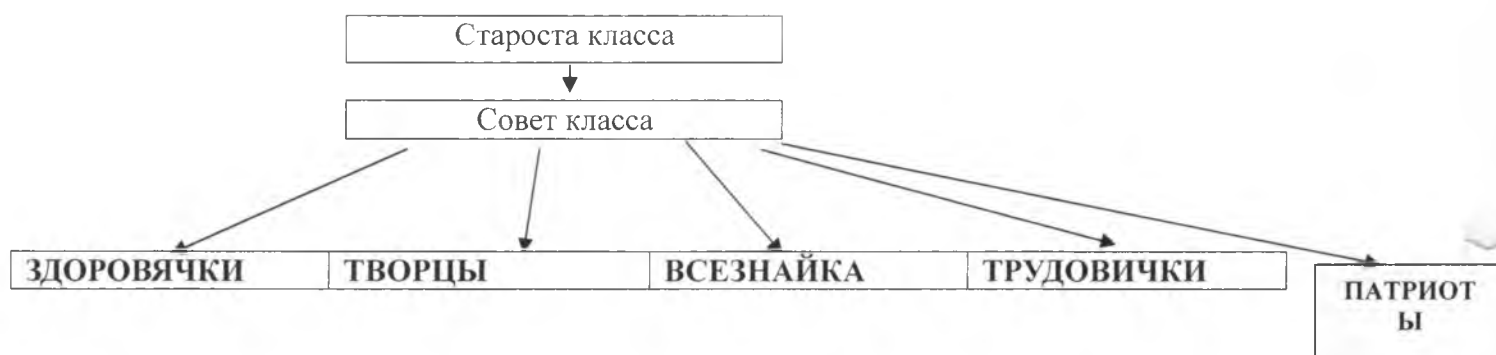 Староста класса
Совет класса
ЗДОРОВЯЧКИ ТВОРЦЫ ВСЕЗНАЙКА ТРУДОВИЧКИ
ПАТРИОТ
Ы